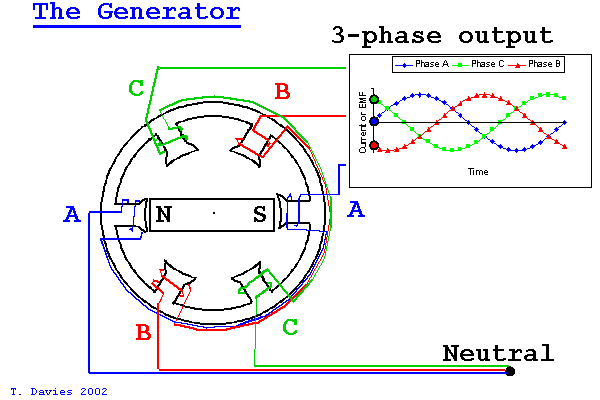 The Generator
3-phase output
Phase A Phase C Phase B
Current or EMF
Time
C
B
A
N S
A
B
C
Neutral
T. Davies 2002